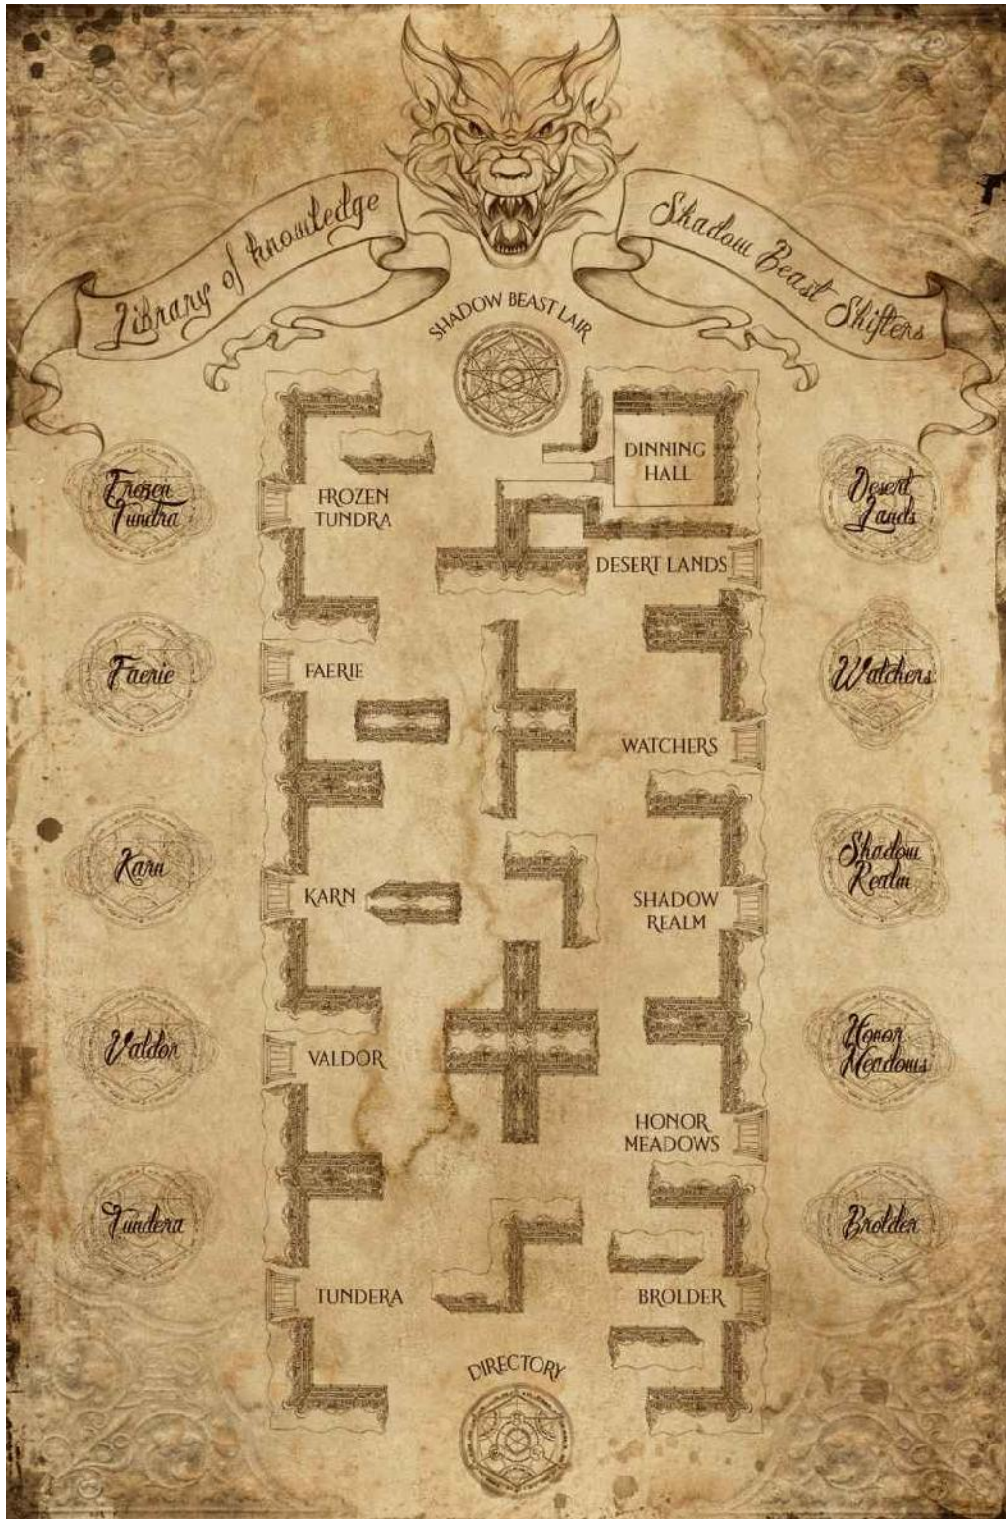 Library of knowledge
Shadow Beast Shifters
SHADOW BEAST LAIR
DINNING
HALL
Frozen
Tundra
FROZEN
TUNDRA
Desert
Lands
DESERT LANDS
Faerie
FAERIE
Watchers
WATCHERS
Karn
KARN
SHADOW
REALM
Shadow
Realm
Valdor
VALDOR
Honor
Meadows
HONOR
MEADOWS
Tundera
TUNDERA
BROLDER
Brolder
DIRECTORY